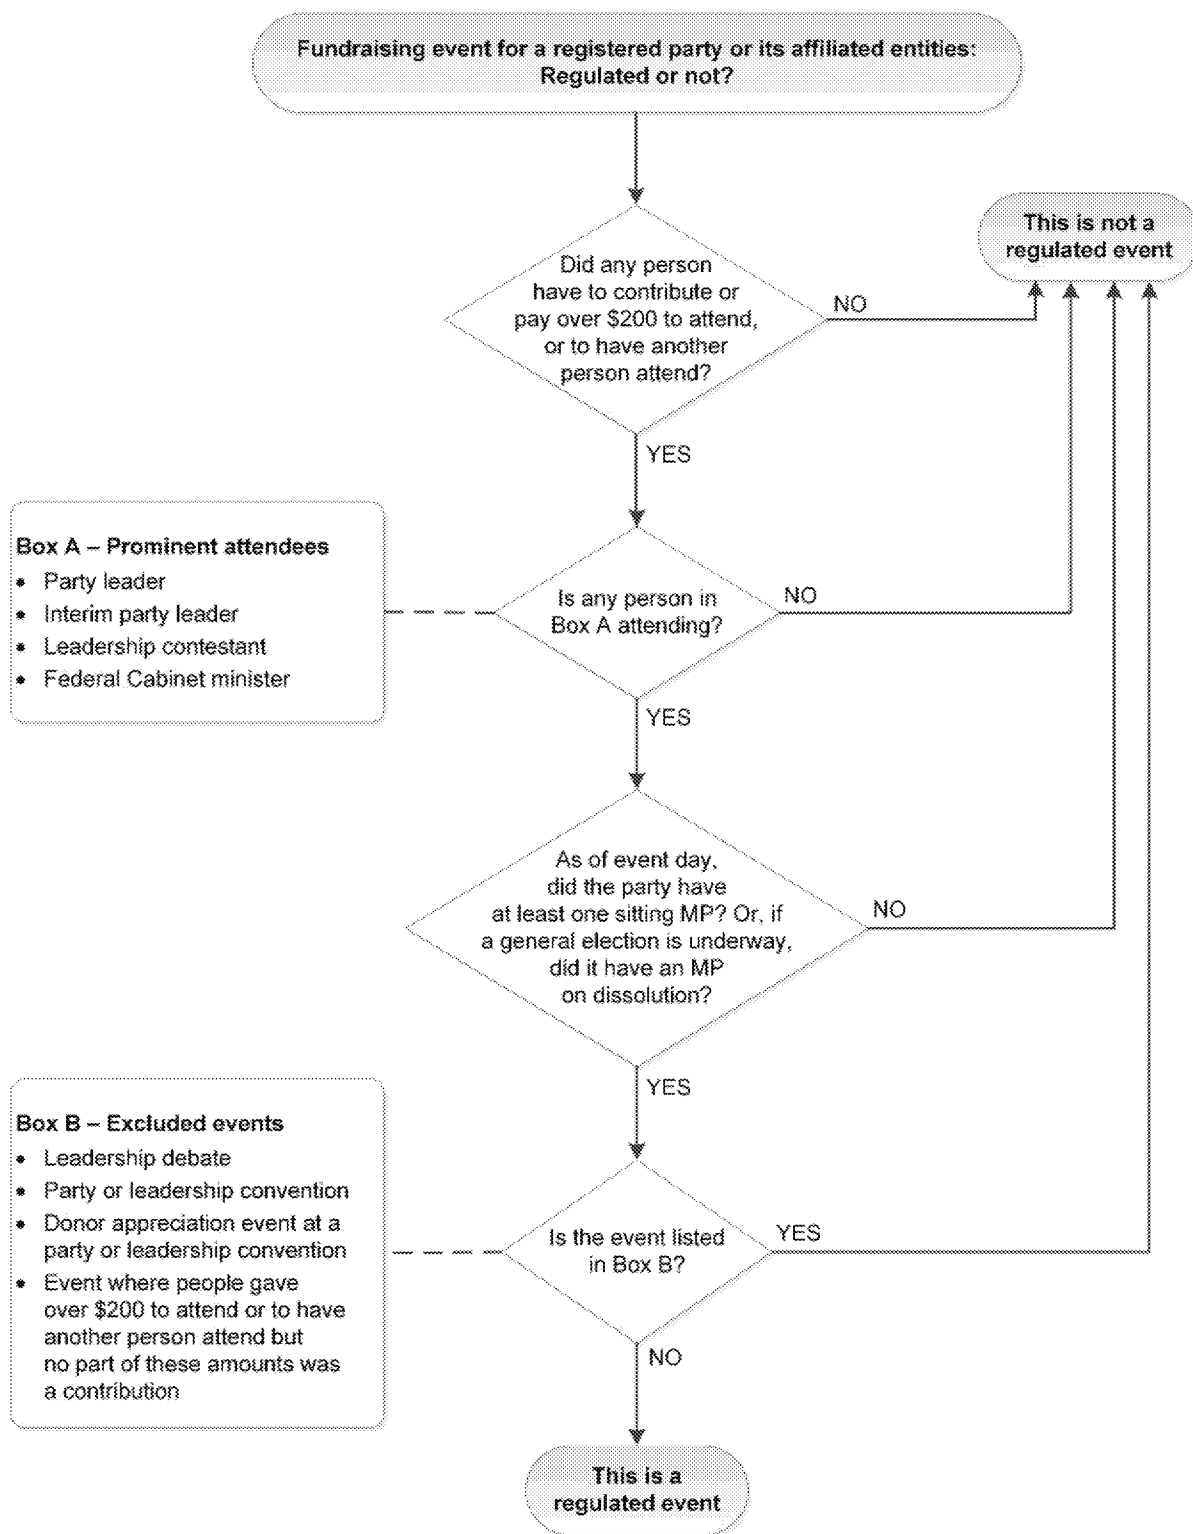 Fundraising event for a registered party or its affiliated entities:
Regulated or not?
This is not a
regulated event
Did any person
have to contribute or
pay over $200 to attend,
or to have another
person attend?
NO
YES
Box A – Prominent attendees
• Party leader
• Interim party leader
• Leadership contestant
• Federal Cabinet minister
Is any person in
Box A attending?
NO
YES
As of event day,
did the party have
at least one sitting MP? Or, if
a general election is underway,
did it have an MP
on dissolution?
NO
YES
Box B – Excluded events
• Leadership debate
• Party or leadership convention
• Donor appreciation event at a
party or leadership convention
• Event where people gave
over $200 to attend or to have
another person attend but
no part of these amounts was
a contribution
Is the event listed
in Box B?
YES
NO
This is a
regulated event